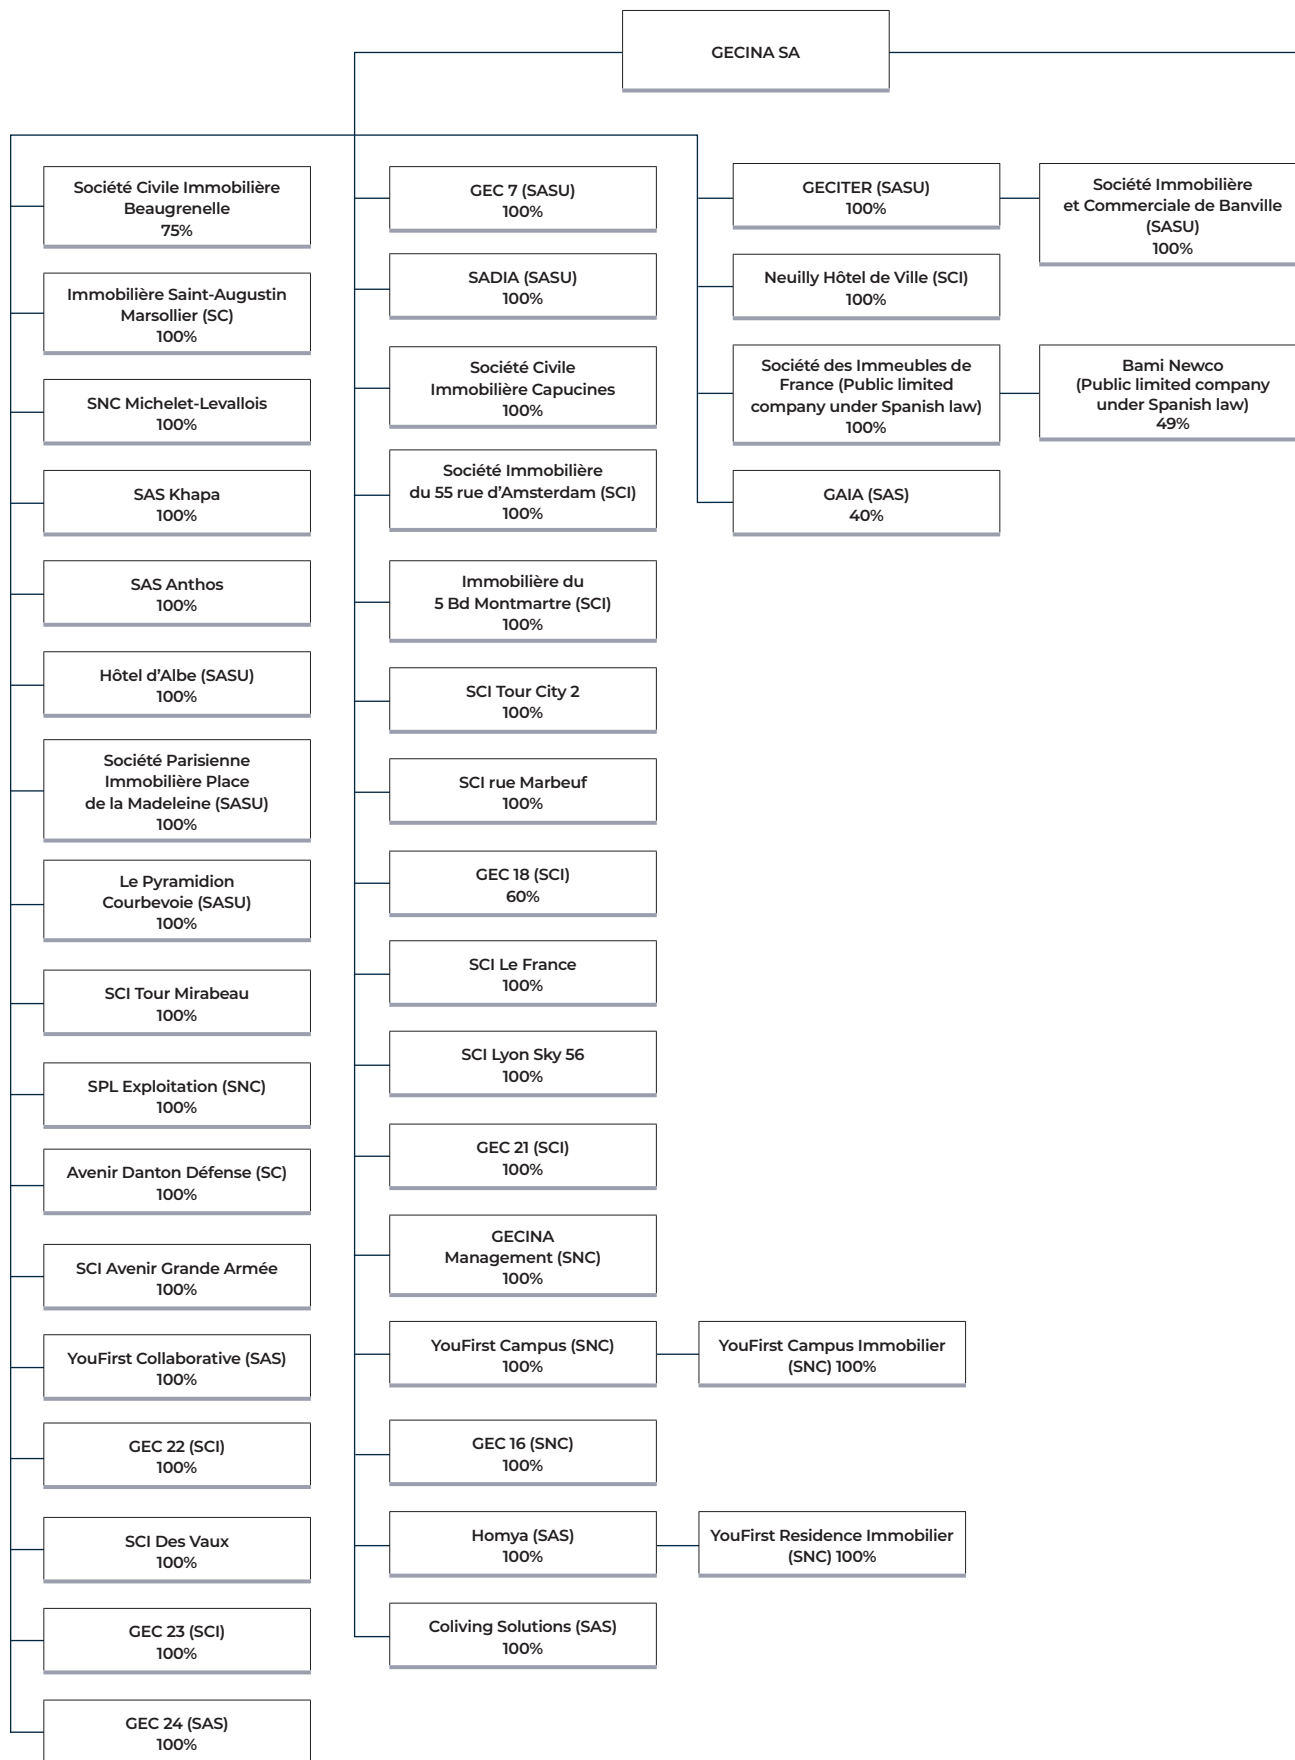 GECINA SA
Société Civile Immobilière
Beaugrenelle
75%
Immobilière Saint-Augustin
Marsollier (SC)
100%
SNC Michelet-Levallois
100%
SAS Khapa
100%
SAS Anthos
100%
Hôtel d’Albe (SASU)
100%
Société Parisienne
Immobilière Place
de la Madeleine (SASU)
100%
Le Pyramidion
Courbevoie (SASU)
100%
SCI Tour Mirabeau
100%
SPL Exploitation (SNC)
100%
Avenir Danton Défense (SC)
100%
SCI Avenir Grande Armée
100%
YouFirst Collaborative (SAS)
100%
GEC 22 (SCI)
100%
SCI Des Vaux
100%
GEC 23 (SCI)
100%
GEC 24 (SAS)
100%
GEC 7 (SASU)
100%
SADIA (SASU)
100%
Société Civile
Immobilière Capucines
100%
Société Immobilière
du 55 rue d’Amsterdam (SCI)
100%
Immobilière du
5 Bd Montmartre (SCI)
100%
SCI Tour City 2
100%
SCI rue Marbeuf
100%
GEC 18 (SCI)
60%
SCI Le France
100%
SCI Lyon Sky 56
100%
GEC 21 (SCI)
100%
GECINA
Management (SNC)
100%
YouFirst Campus (SNC)
100%
YouFirst Campus Immobilier
(SNC) 100%
GEC 16 (SNC)
100%
Homya (SAS)
100%
YouFirst Residence Immobilier
(SNC) 100%
Coliving Solutions (SAS)
100%
GECITER (SASU)
100%
Société Immobilière
et Commerciale de Banville
(SASU)
100%
Neuilly Hôtel de Ville (SCI)
100%
Société des Immeubles de
France (Public limited
company under Spanish law)
100%
Bami Newco
(Public limited company
under Spanish law)
49%
GAIA (SAS)
40%